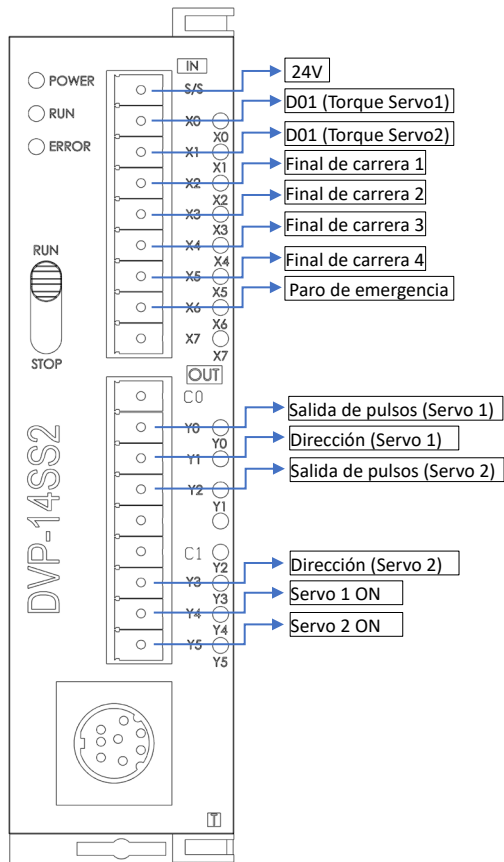 IN
POWER
RUN
ERROR
RUN
STOP
S/S
X0
X1
X2
X3
X4
X5
X6
X7
X0
X1
X2
X3
X4
X5
X6
X7
24V
D01 (Torque Servo1)
D01 (Torque Servo2)
Final de carrera 1
Final de carrera 2
Final de carrera 3
Final de carrera 4
Paro de emergencia
OUT
DVP-14SS2
C0
Y0
Y1
Y2
C1
Y3
Y4
Y5
Y0
Y1
Y2
Y3
Y4
Y5
Salida de pulsos (Servo 1)
Dirección (Servo 1)
Salida de pulsos (Servo 2)
Dirección (Servo 2)
Servo 1 ON
Servo 2 ON
T